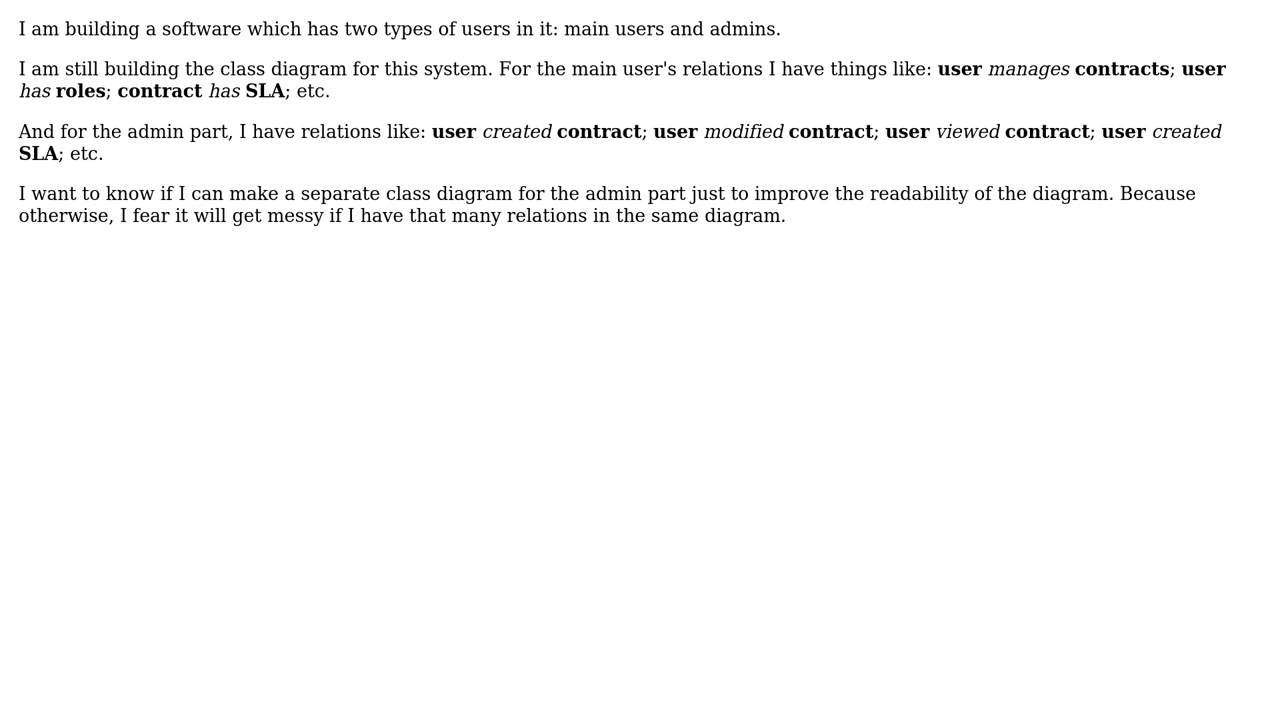 I am building a software which has two types of users in it: main users and admins.
I am still building the class diagram for this system. For the main user's relations I have things like: user manages contracts; user
has roles; contract has SLA; etc.
And for the admin part, I have relations like: user created contract; user modified contract; user viewed contract; user created
SLA; etc.
I want to know if I can make a separate class diagram for the admin part just to improve the readability of the diagram. Because
otherwise, I fear it will get messy if I have that many relations in the same diagram.